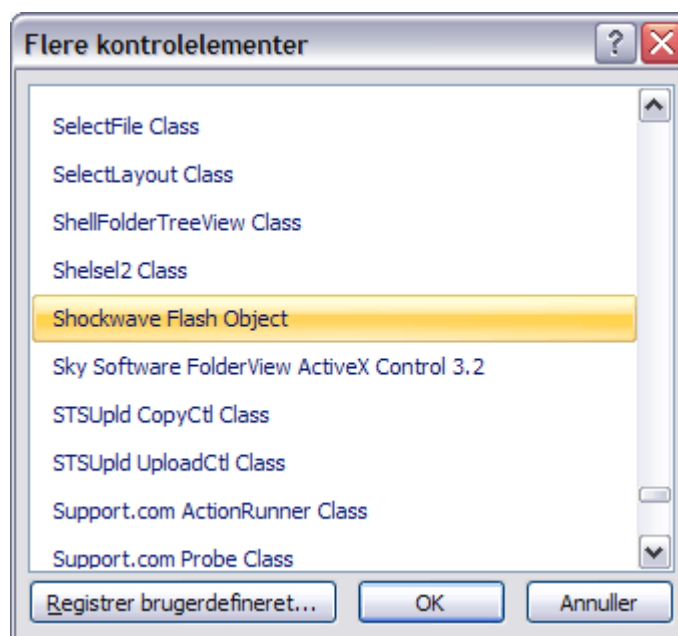 Flere kontrolelementer
SelectFile Class
SelectLayout Class
ShellFolderTreeView Class
Shelsel2 Class
Shockwave Flash Object
Sky Software FolderView ActiveX Control 3.2
STSUpld CopyCtl Class
STSUpld UploadCtl Class
Support.com ActionRunner Class
Support.com Probe Class
Registrer brugerdefineret... OK Annuller